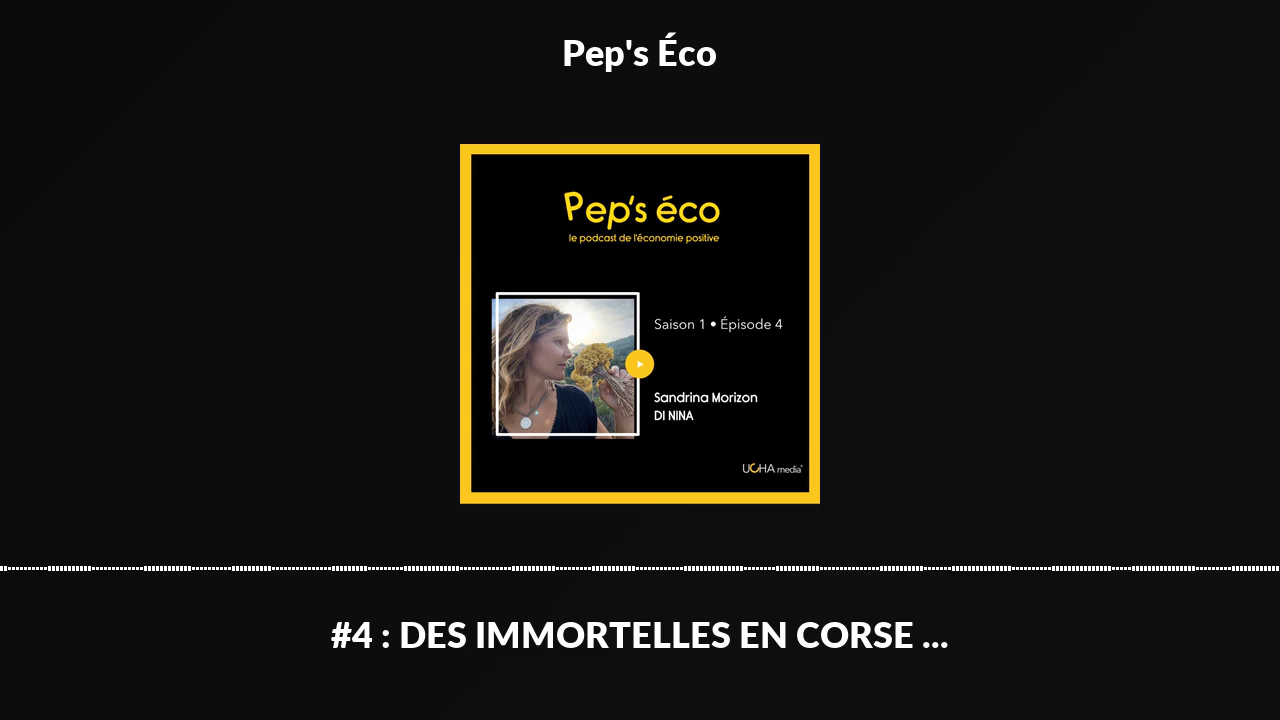 Pep's Éco
Pep's éco
le podcast de l'économie positive
Saison 1 • Épisode 4
Sandrina Morizon
DI NINA
UCHA media®
#4 : DES IMMORTELLES EN CORSE ...